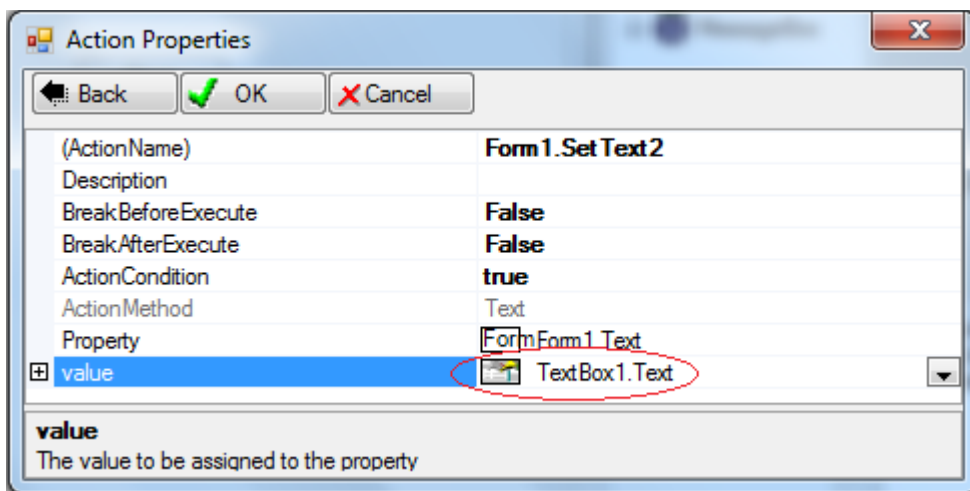 Action Properties
Back OK Cancel
(ActionName) Form1.SetText2
Description
BreakBeforeExecute False
BreakAfterExecute False
ActionCondition true
ActionMethod Text
Property Form Form1.Text
value TextBox1.Text
value
The value to be assigned to the property